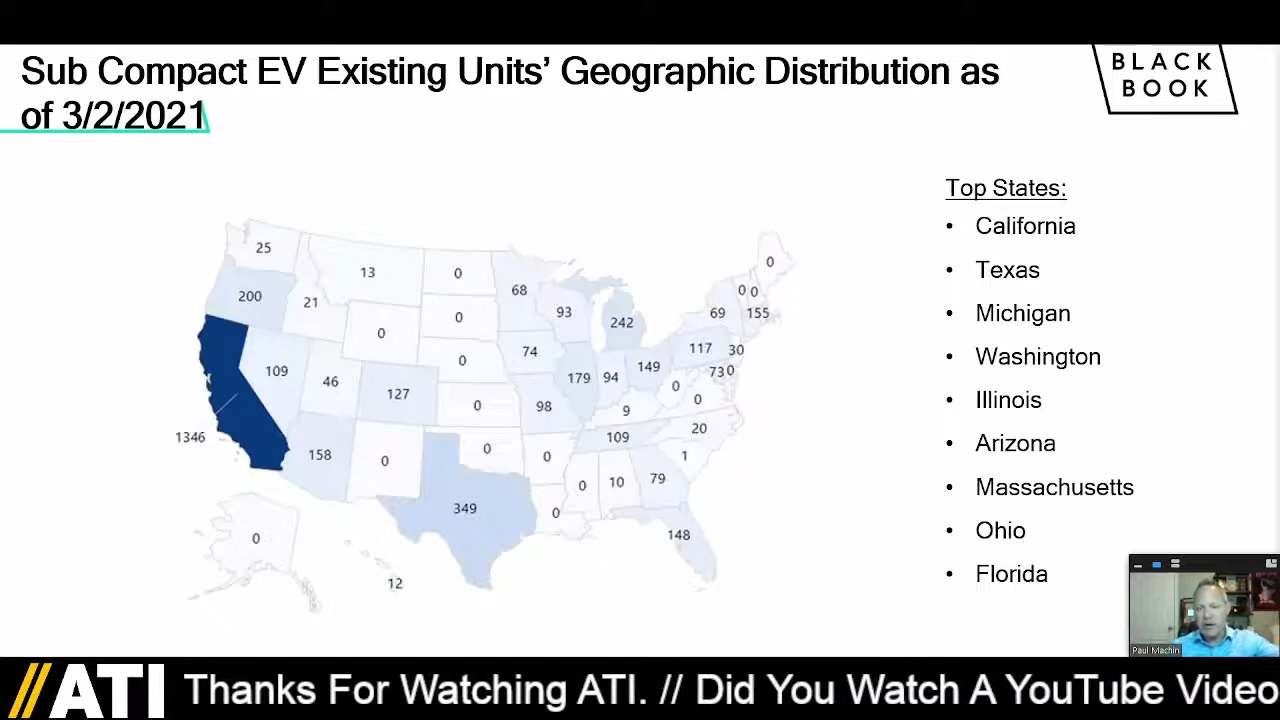 Sub Compact EV Existing Units’ Geographic Distribution as
of 3/2/2021
BLACK
BOOK
Top States:
• California
• Texas
• Michigan
• Washington
• Illinois
• Arizona
• Massachusetts
• Ohio
• Florida
25
13
0
68
0
200
21
0
0
93
242
69
0 0
155
109
46
0
74
179
94
149
117
30
73
0
127
0
98
9
0
0
1346
158
0
0
0
109
20
1
349
0
0
10
79
148
0
12
Paul Machin
//ATI Thanks For Watching ATI. // Did You Watch A YouTube Video